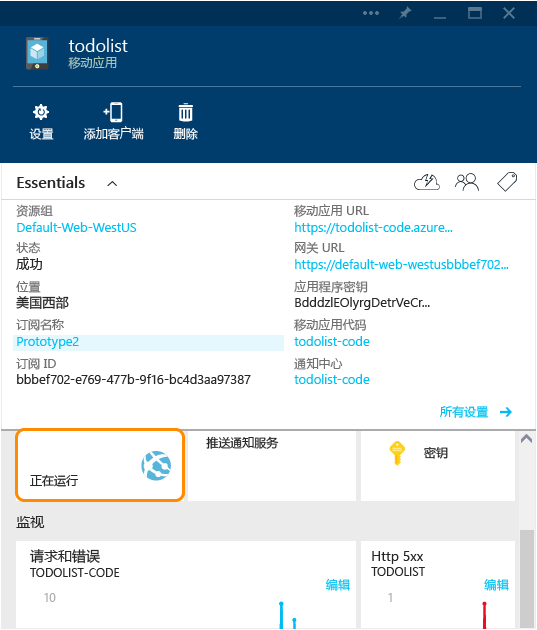 todolist
移动应用
设置
添加客户端
删除
Essentials
资源组
Default-Web-WestUS
状态
成功
位置
美国西部
订阅名称
Prototype2
订阅 ID
bbbef702-e769-477b-9f16-bc4d3aa97387
移动应用 URL
https://todolist-code.azure...
网关 URL
https://default-web-westusbbbef702...
应用程序密钥
BdddzlEOlyrgDetrVeCr...
移动应用代码
todolist-code
通知中心
todolist-code
所有设置
正在运行
推送通知服务
密钥
监视
请求和错误
TODOLIST-CODE
编辑
10
Http 5xx
TODOLIST
编辑
1